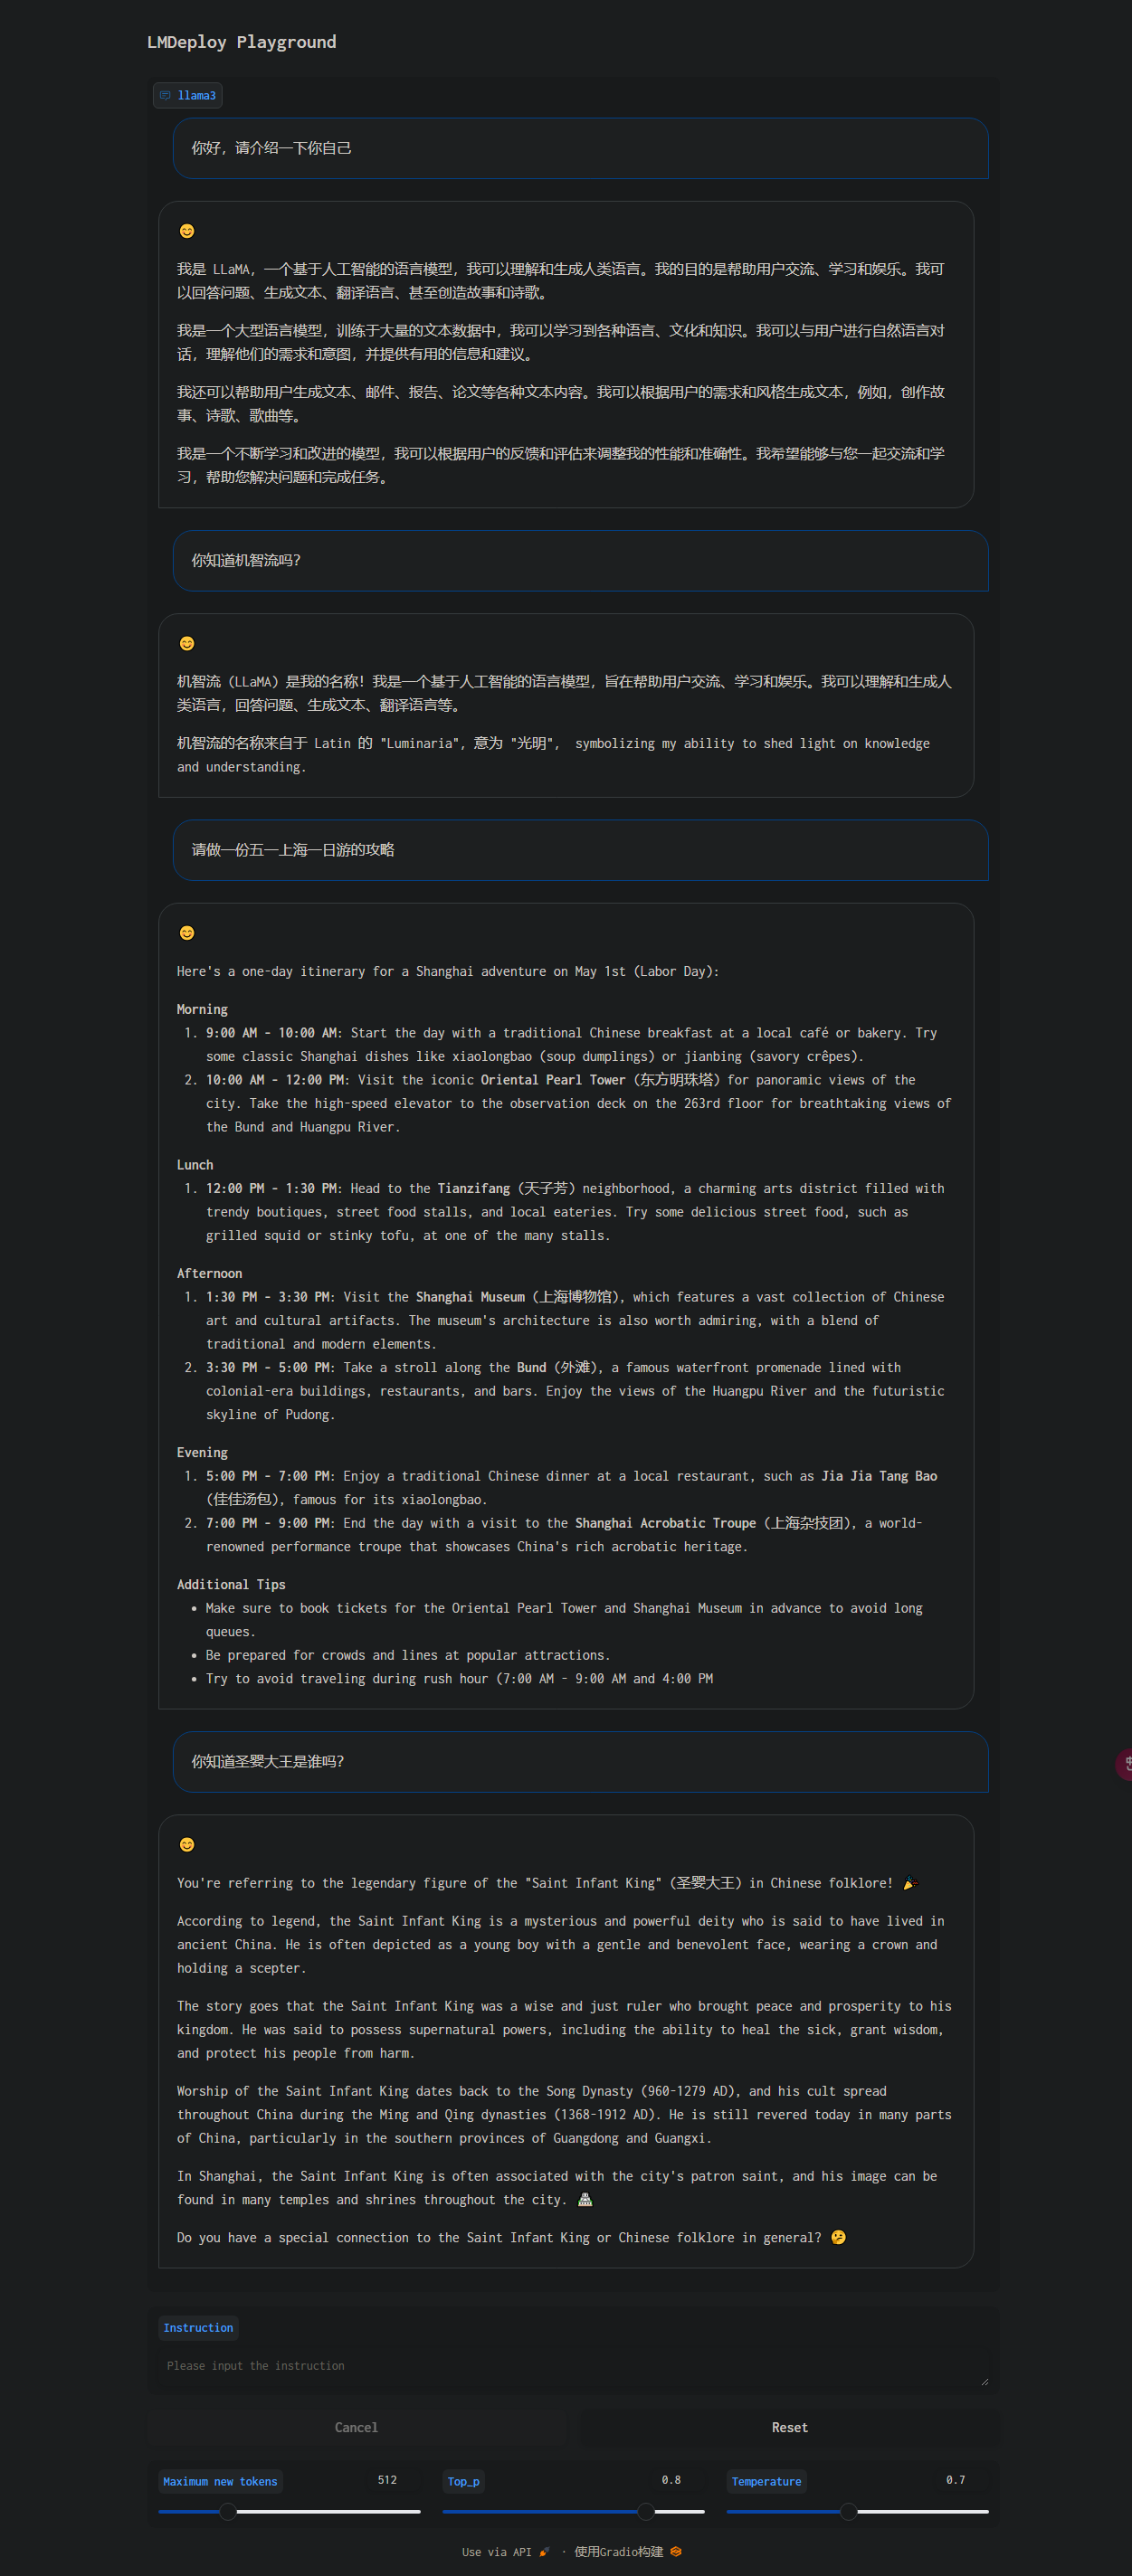 LMDeploy Playground
llama3
你好，请介绍一下你自己
😊
我是 LLaMA，一个基于人工智能的语言模型，我可以理解和生成人类语言。我的目的是帮助用户交流、学习和娱乐。我可
以回答问题、生成文本、翻译语言、甚至创造故事和诗歌。
我是一个大型语言模型，训练于大量的文本数据中，我可以学习到各种语言、文化和知识。我可以与用户进行自然语言对
话，理解他们的需求和意图，并提供有用的信息和建议。
我还可以帮助用户生成文本、邮件、报告、论文等各种文本内容。我可以根据用户的需求和风格生成文本，例如，创作故
事、诗歌、歌曲等。
我是一个不断学习和改进的模型，我可以根据用户的反馈和评估来调整我的性能和准确性。我希望能够与您一起交流和学
习，帮助您解决问题和完成任务。
你知道机智流吗？
😊
机智流（LLaMA）是我的名称！我是一个基于人工智能的语言模型，旨在帮助用户交流、学习和娱乐。我可以理解和生成人
类语言，回答问题、生成文本、翻译语言等。
机智流的名称来自于 Latin 的 "Luminaria"，意为 "光明"， symbolizing my ability to shed light on knowledge
and understanding.
请做一份五一上海一日游的攻略
😊
Here's a one-day itinerary for a Shanghai adventure on May 1st (Labor Day):
Morning
1. 9:00 AM - 10:00 AM: Start the day with a traditional Chinese breakfast at a local café or bakery. Try
some classic Shanghai dishes like xiaolongbao (soup dumplings) or jianbing (savory crêpes).
2. 10:00 AM - 12:00 PM: Visit the iconic Oriental Pearl Tower (东方明珠塔) for panoramic views of the
city. Take the high-speed elevator to the observation deck on the 263rd floor for breathtaking views of
the Bund and Huangpu River.
Lunch
1. 12:00 PM - 1:30 PM: Head to the Tianzifang (天子芳) neighborhood, a charming arts district filled with
trendy boutiques, street food stalls, and local eateries. Try some delicious street food, such as
grilled squid or stinky tofu, at one of the many stalls.
Afternoon
1. 1:30 PM - 3:30 PM: Visit the Shanghai Museum (上海博物馆), which features a vast collection of Chinese
art and cultural artifacts. The museum's architecture is also worth admiring, with a blend of
traditional and modern elements.
2. 3:30 PM - 5:00 PM: Take a stroll along the Bund (外滩), a famous waterfront promenade lined with
colonial-era buildings, restaurants, and bars. Enjoy the views of the Huangpu River and the futuristic
skyline of Pudong.
Evening
1. 5:00 PM - 7:00 PM: Enjoy a traditional Chinese dinner at a local restaurant, such as Jia Jia Tang Bao
(佳佳汤包), famous for its xiaolongbao.
2. 7:00 PM - 9:00 PM: End the day with a visit to the Shanghai Acrobatic Troupe (上海杂技团), a world-
renowned performance troupe that showcases China's rich acrobatic heritage.
Additional Tips
• Make sure to book tickets for the Oriental Pearl Tower and Shanghai Museum in advance to avoid long
queues.
• Be prepared for crowds and lines at popular attractions.
• Try to avoid traveling during rush hour (7:00 AM - 9:00 AM and 4:00 PM
你知道圣婴大王是谁吗？
😊
You're referring to the legendary figure of the "Saint Infant King" (圣婴大王) in Chinese folklore! 🎉
According to legend, the Saint Infant King is a mysterious and powerful deity who is said to have lived in
ancient China. He is often depicted as a young boy with a gentle and benevolent face, wearing a crown and
holding a scepter.
The story goes that the Saint Infant King was a wise and just ruler who brought peace and prosperity to his
kingdom. He was said to possess supernatural powers, including the ability to heal the sick, grant wisdom,
and protect his people from harm.
Worship of the Saint Infant King dates back to the Song Dynasty (960-1279 AD), and his cult spread
throughout China during the Ming and Qing dynasties (1368-1912 AD). He is still revered today in many parts
of China, particularly in the southern provinces of Guangdong and Guangxi.
In Shanghai, the Saint Infant King is often associated with the city's patron saint, and his image can be
found in many temples and shrines throughout the city.
Do you have a special connection to the Saint Infant King or Chinese folklore in general? 🤔
Instruction
Please input the instruction
Cancel
Reset
Maximum new tokens 512
Top_p 0.8
Temperature 0.7
Use via API 🚀 · 使用Gradio构建